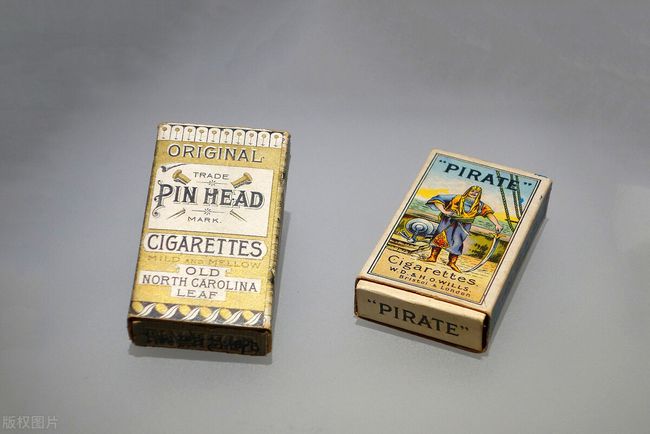 ORIGINAL
TRADE
PIN HEAD
MARK.
CIGARETTES
MILD AND MELLOW
OLD
NORTH CAROLINA
LEAF
"PIRATE"
Cigarettes
W.D. & H.O. WILLS.
Bristol & London
"PIRATE"
版权图片